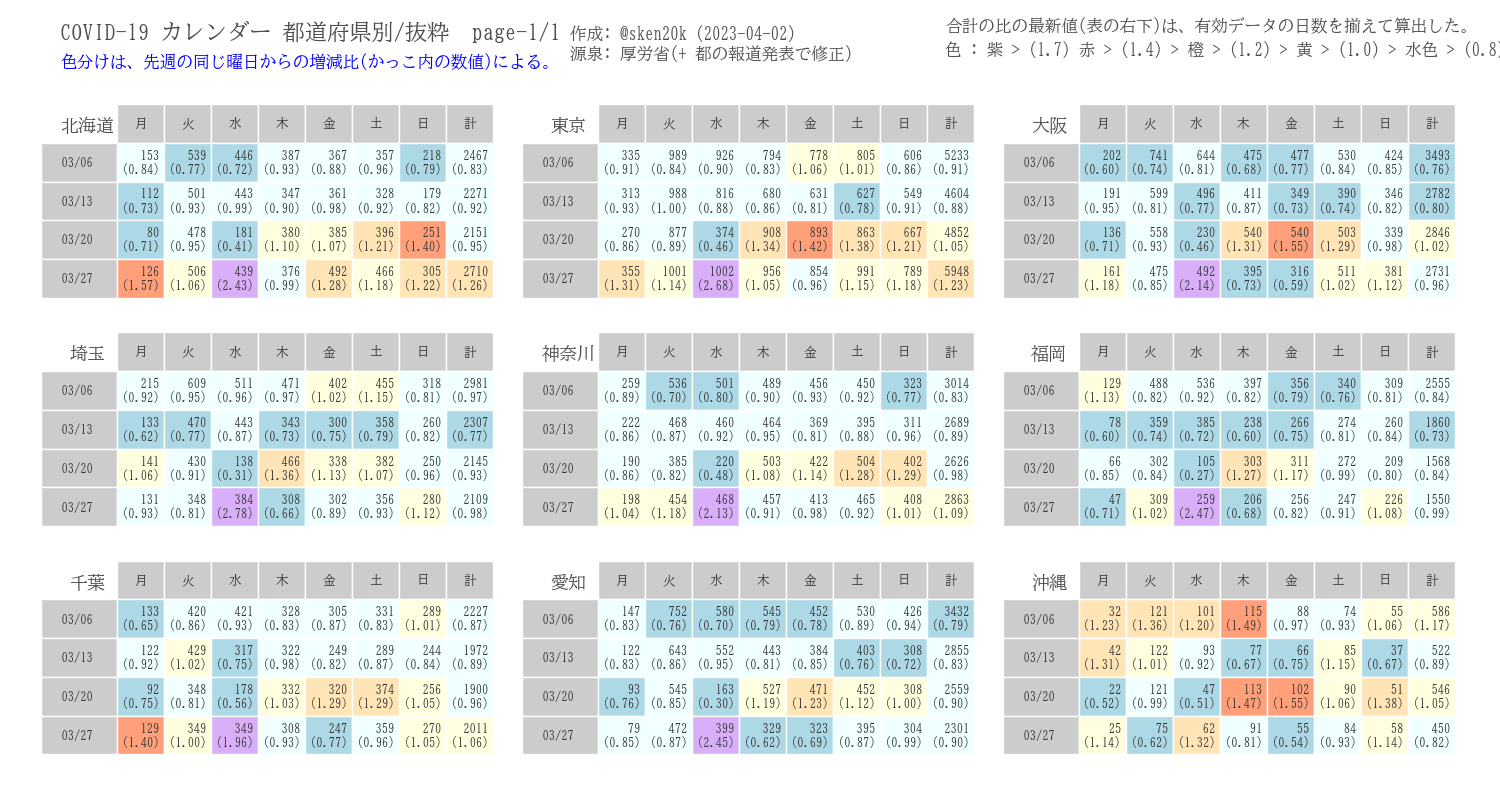 COVID-19 カレンダー 都道府県別/抜粋 page-1/1
作成: @sken20k (2023-04-02)
源泉: 厚労省(+ 都の報道発表で修正)
色分けは、先週の同じ曜日からの増減比(かっこ内の数値)による。
合計の比の最新値(表の右下)は、有効データの日数を揃えて算出した。
色 : 紫 > (1.7) 赤 > (1.4) 橙 > (1.2) 黄 > (1.0) > 水色 > (0.8)
北海道 月 火 水 木 金 土 日 計
03/06 153 539 446 387 367 357 218 2467
(0.84) (0.77) (0.72) (0.93) (0.88) (0.96) (0.79) (0.83)
03/13 112 501 443 347 361 328 179 2271
(0.73) (0.93) (0.99) (0.90) (0.98) (0.92) (0.82) (0.92)
03/20 80 478 181 380 385 396 251 2151
(0.71) (0.95) (0.41) (1.10) (1.07) (1.21) (1.40) (0.95)
03/27 126 506 439 376 492 466 305 2710
(1.57) (1.06) (2.43) (0.99) (1.28) (1.18) (1.22) (1.26)
東京 月 火 水 木 金 土 日 計
03/06 335 989 926 794 778 805 606 5233
(0.91) (0.84) (0.90) (0.83) (1.06) (1.01) (0.86) (0.91)
03/13 313 988 816 680 631 627 549 4604
(0.93) (1.00) (0.88) (0.86) (0.81) (0.78) (0.91) (0.88)
03/20 270 877 374 908 893 863 667 4852
(0.86) (0.89) (0.46) (1.34) (1.42) (1.38) (1.21) (1.05)
03/27 355 1001 1002 956 854 991 789 5948
(1.31) (1.14) (2.68) (1.05) (0.96) (1.15) (1.18) (1.23)
大阪 月 火 水 木 金 土 日 計
03/06 202 741 644 475 477 530 424 3493
(0.60) (0.74) (0.81) (0.68) (0.77) (0.84) (0.85) (0.76)
03/13 191 599 496 411 349 390 346 2782
(0.95) (0.81) (0.77) (0.87) (0.73) (0.74) (0.82) (0.80)
03/20 136 558 230 540 540 503 339 2846
(0.71) (0.93) (0.46) (1.31) (1.55) (1.29) (0.98) (1.02)
03/27 161 475 492 395 316 511 381 2731
(1.18) (0.85) (2.14) (0.73) (0.59) (1.02) (1.12) (0.96)
埼玉 月 火 水 木 金 土 日 計
03/06 215 609 511 471 402 455 318 2981
(0.92) (0.95) (0.96) (0.97) (1.02) (1.15) (0.81) (0.97)
03/13 133 470 443 343 300 358 260 2307
(0.62) (0.77) (0.87) (0.73) (0.75) (0.79) (0.82) (0.77)
03/20 141 430 138 466 338 382 250 2145
(1.06) (0.91) (0.31) (1.36) (1.13) (1.07) (0.96) (0.93)
03/27 131 348 384 308 302 356 280 2109
(0.93) (0.81) (2.78) (0.66) (0.89) (0.93) (1.12) (0.98)
神奈川 月 火 水 木 金 土 日 計
03/06 259 536 501 489 456 450 323 3014
(0.89) (0.70) (0.80) (0.90) (0.93) (0.92) (0.77) (0.83)
03/13 222 468 460 464 369 395 311 2689
(0.86) (0.87) (0.92) (0.95) (0.81) (0.88) (0.96) (0.89)
03/20 190 385 220 503 422 504 402 2626
(0.86) (0.82) (0.48) (1.08) (1.14) (1.28) (1.29) (0.98)
03/27 198 454 468 457 413 465 408 2863
(1.04) (1.18) (2.13) (0.91) (0.98) (0.92) (1.01) (1.09)
福岡 月 火 水 木 金 土 日 計
03/06 129 488 536 397 356 340 309 2555
(1.13) (0.82) (0.92) (0.82) (0.79) (0.76) (0.81) (0.84)
03/13 78 359 385 238 266 274 260 1860
(0.60) (0.74) (0.72) (0.60) (0.75) (0.81) (0.84) (0.73)
03/20 66 302 105 303 311 272 209 1568
(0.85) (0.84) (0.27) (1.27) (1.17) (0.99) (0.80) (0.84)
03/27 47 309 259 206 256 247 226 1550
(0.71) (1.02) (2.47) (0.68) (0.82) (0.91) (1.08) (0.99)
千葉 月 火 水 木 金 土 日 計
03/06 133 420 421 328 305 331 289 2227
(0.65) (0.86) (0.93) (0.83) (0.87) (0.83) (1.01) (0.87)
03/13 122 429 317 322 249 289 244 1972
(0.92) (1.02) (0.75) (0.98) (0.82) (0.87) (0.84) (0.89)
03/20 92 348 178 332 320 374 256 1900
(0.75) (0.81) (0.56) (1.03) (1.29) (1.29) (1.05) (0.96)
03/27 129 349 349 308 247 359 270 2011
(1.40) (1.00) (1.96) (0.93) (0.77) (0.96) (1.05) (1.06)
愛知 月 火 水 木 金 土 日 計
03/06 147 752 580 545 452 530 426 3432
(0.83) (0.76) (0.70) (0.79) (0.78) (0.89) (0.94) (0.79)
03/13 122 643 552 443 384 403 308 2855
(0.83) (0.86) (0.95) (0.81) (0.85) (0.76) (0.72) (0.83)
03/20 93 545 163 527 471 452 308 2559
(0.76) (0.85) (0.30) (1.19) (1.23) (1.12) (1.00) (0.90)
03/27 79 472 399 329 323 395 304 2301
(0.85) (0.87) (2.45) (0.62) (0.69) (0.87) (0.99) (0.90)
沖縄 月 火 水 木 金 土 日 計
03/06 32 121 101 115 88 74 55 586
(1.23) (1.36) (1.20) (1.49) (0.97) (0.93) (1.06) (1.17)
03/13 42 122 93 77 66 85 37 522
(1.31) (1.01) (0.92) (0.67) (0.75) (1.15) (0.67) (0.89)
03/20 22 121 47 113 102 90 51 546
(0.52) (0.99) (0.51) (1.47) (1.55) (1.06) (1.38) (1.05)
03/27 25 75 62 91 55 84 58 450
(1.14) (0.62) (1.32) (0.81) (0.54) (0.93) (1.14) (0.82)